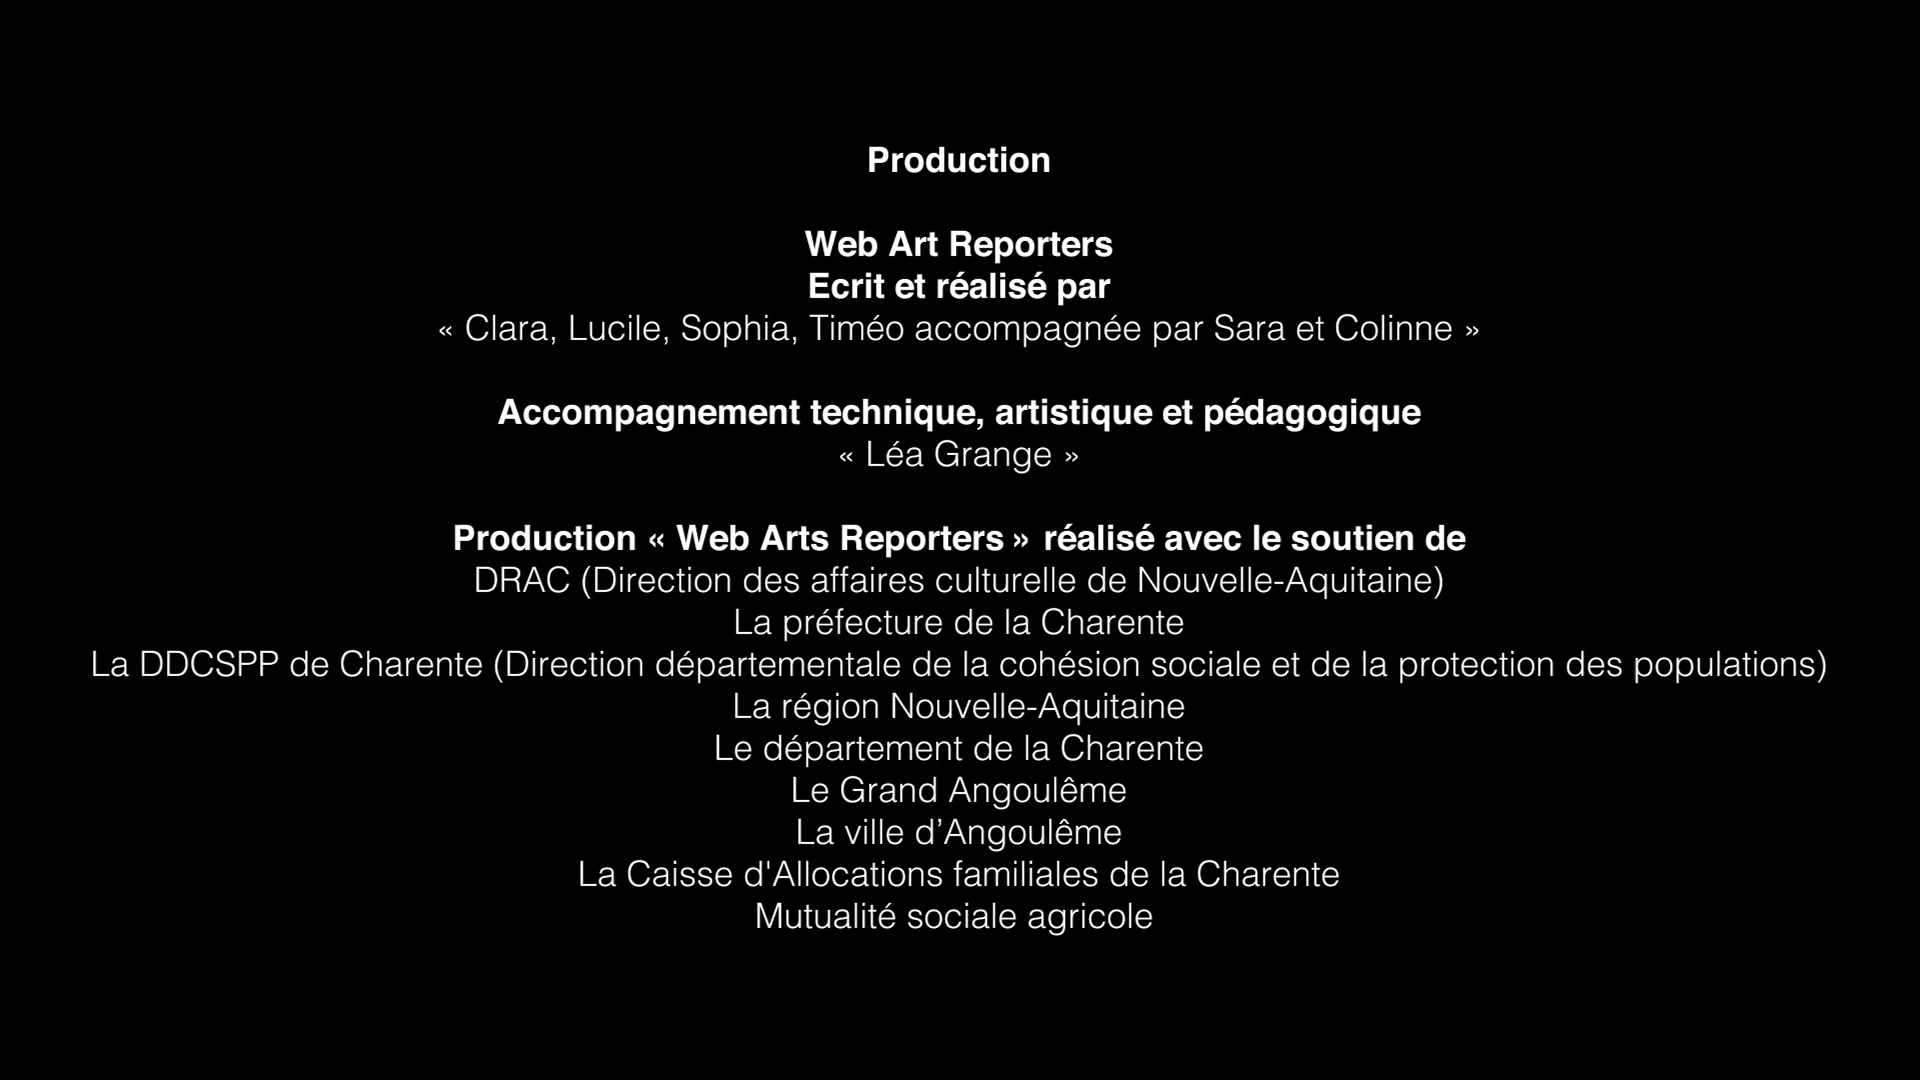 Production
Web Art Reporters
Ecrit et réalisé par
« Clara, Lucile, Sophia, Timéo accompagnée par Sara et Colinne »
Accompagnement technique, artistique et pédagogique
« Léa Grange »
Production « Web Arts Reporters » réalisé avec le soutien de
DRAC (Direction des affaires culturelle de Nouvelle-Aquitaine)
La préfecture de la Charente
La DDCSPP de Charente (Direction départementale de la cohésion sociale et de la protection des populations)
La région Nouvelle-Aquitaine
Le département de la Charente
Le Grand Angoulême
La ville d’Angoulême
La Caisse d'Allocations familiales de la Charente
Mutualité sociale agricole